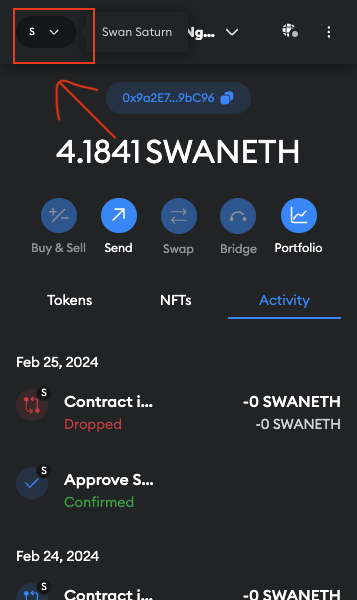 S
Swan Saturn
Ng...
0x9a2E7...9bC96
4.1841 SWANETH
Buy & Sell
Send
Swap
Bridge
Portfolio
Tokens
NFTs
Activity
Feb 25, 2024
S
Contract i...
-0 SWANETH
Dropped
-0 SWANETH
S
Approve S...
Confirmed
Feb 24, 2024
S
Contract i...
-0 SWANETH